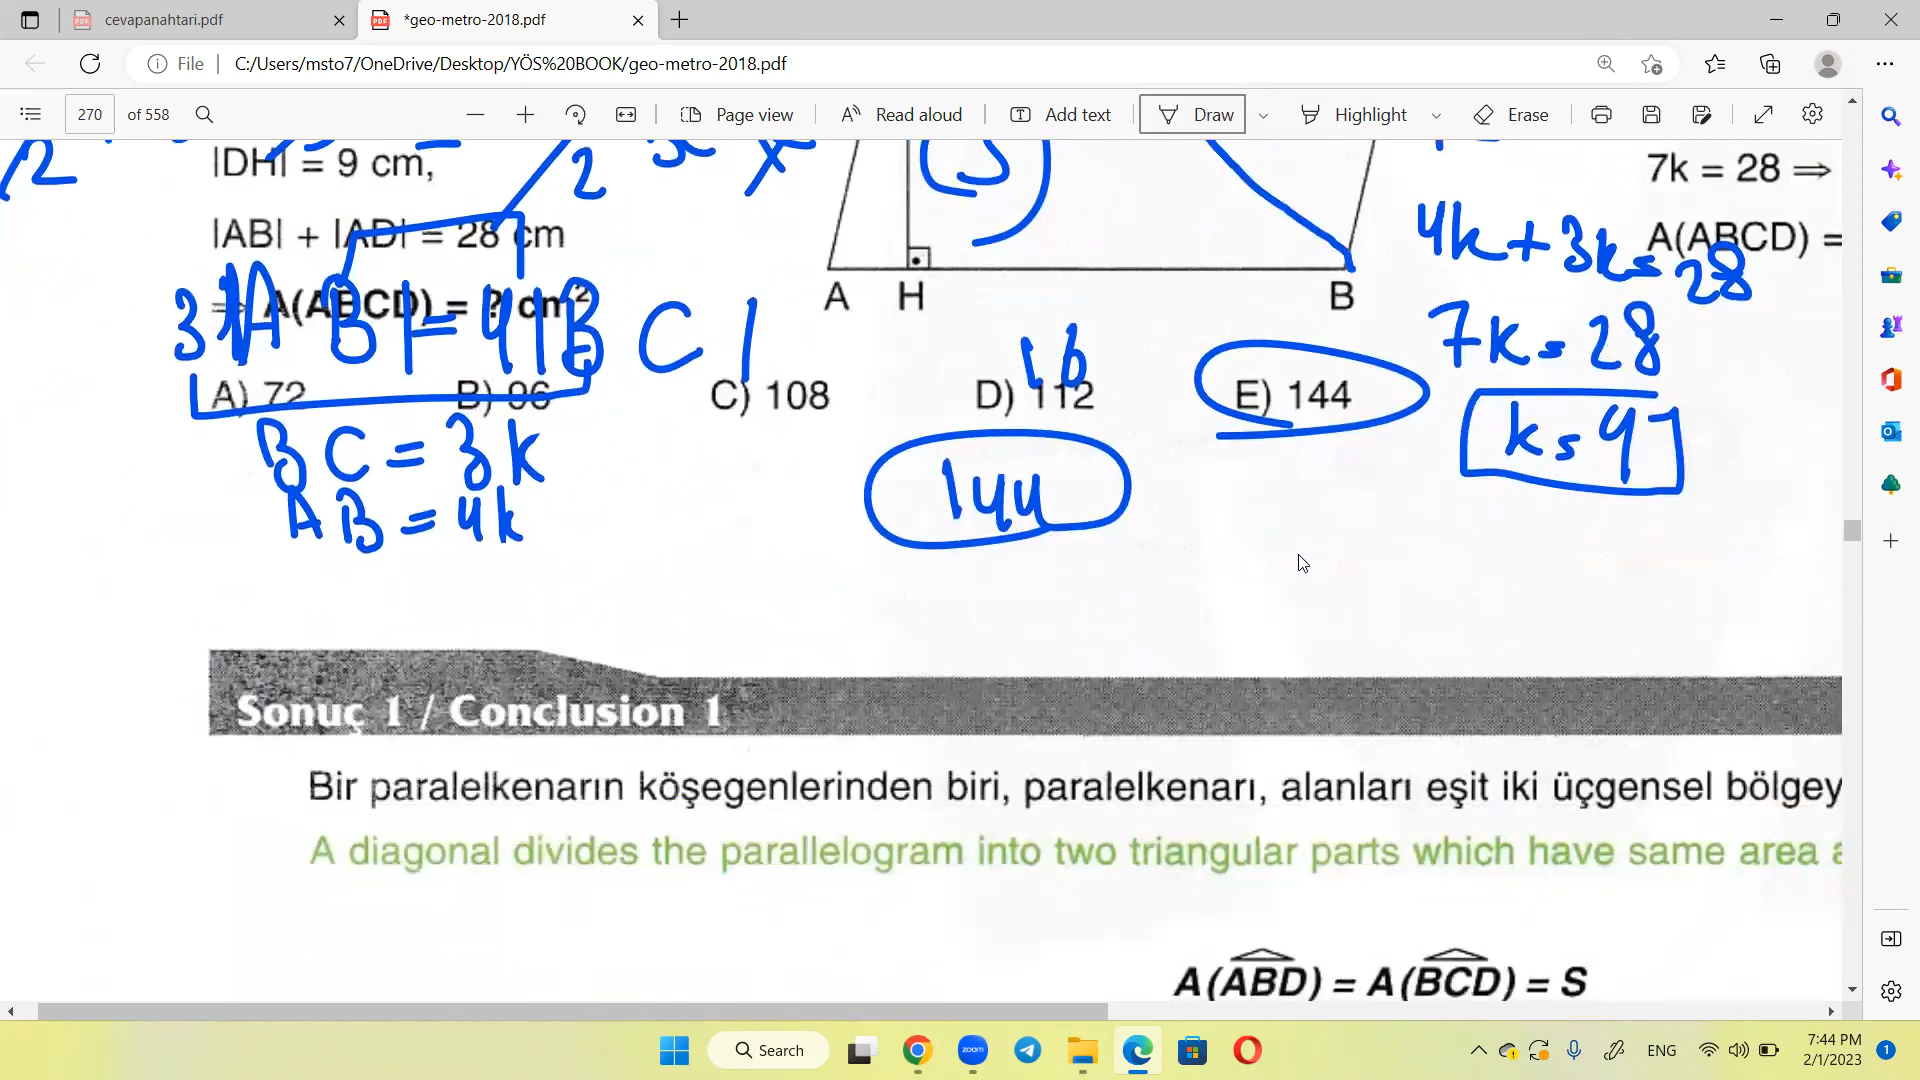 cevapanahtari.pdf
*geo-metro-2018.pdf
File
C:/Users/msto7/OneDrive/Desktop/YÖS%20BOOK/geo-metro-2018.pdf
270 of 558
Page view
Read aloud
Add text
Draw
Highlight
Erase
|DH| = 9 cm,
2
7k = 28 ⇒
|AB| + |AD| = 28 cm
4k + 3k = 28
A(ABCD) =
⇒ A(ABCD) = ? cm²
A H B
3|AB| = 4|BC|
7k = 28
16
A) 72 B) 96 C) 108 D) 112 E) 144
k = 4
BC = 3k
AB = 4k
144
Sonuç 1 / Conclusion 1
Bir paralelkenarın köşegenlerinden biri, paralelkenarı, alanları eşit iki üçgensel bölgey
A diagonal divides the parallelogram into two triangular parts which have same area a
A(ABD) = A(BCD) = S
Search
zoom
ENG
7:44 PM
2/1/2023
1